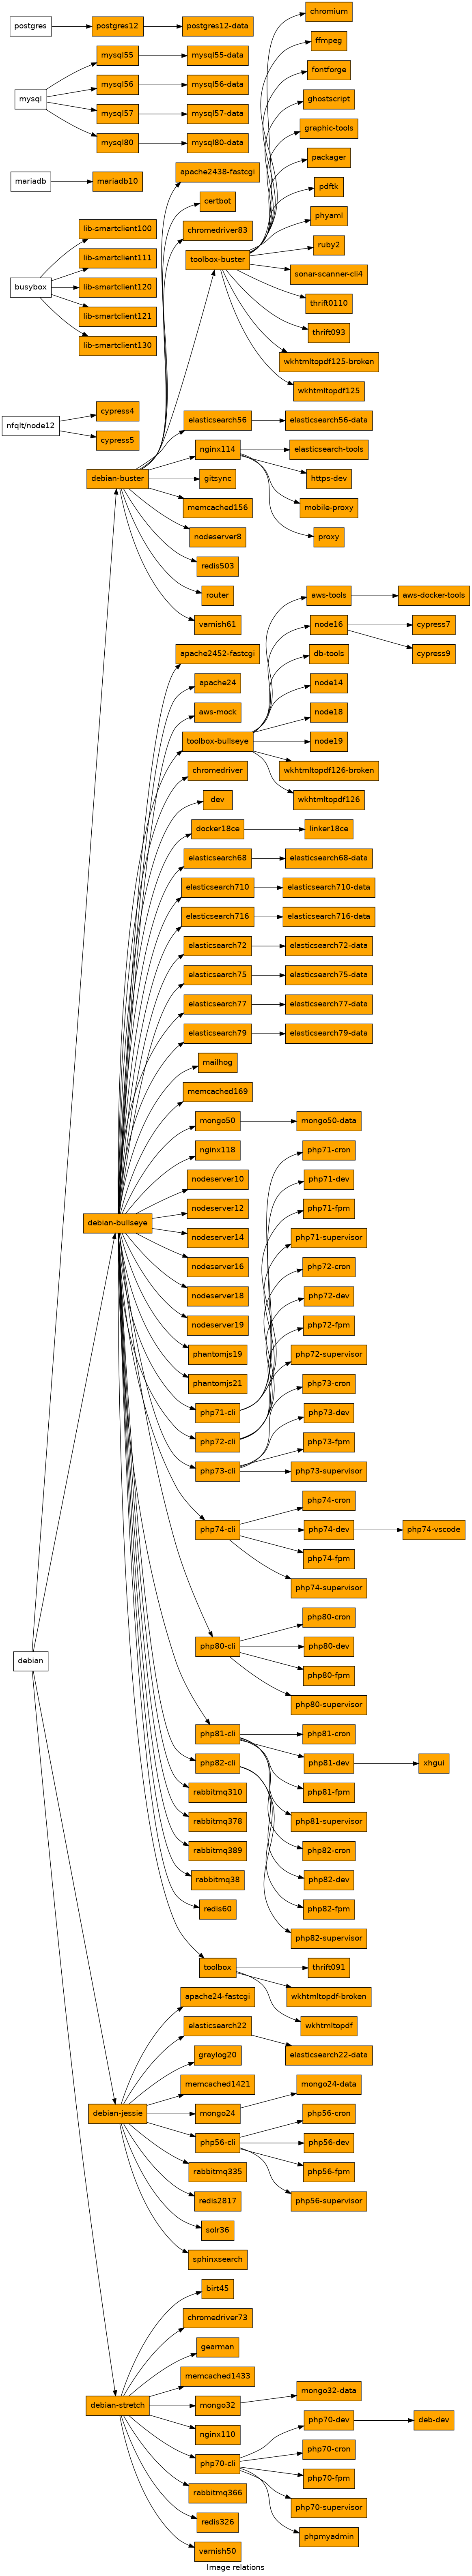 postgres
postgres12
postgres12-data
mysql
mysql55
mysql55-data
mysql56
mysql56-data
mysql57
mysql57-data
mysql80
mysql80-data
mariadb
mariadb10
busybox
lib-smartclient100
lib-smartclient111
lib-smartclient120
lib-smartclient121
lib-smartclient130
nfqlt/node12
cypress4
cypress5
debian
debian-buster
apache2438-fastcgi
certbot
chromedriver83
toolbox-buster
chromium
ffmpeg
fontforge
ghostscript
graphic-tools
packager
pdftk
phyaml
ruby2
sonar-scanner-cli4
thrift0110
thrift093
wkhtmltopdf125-broken
wkhtmltopdf125
elasticsearch56
elasticsearch56-data
nginx114
elasticsearch-tools
https-dev
mobile-proxy
proxy
gitsync
memcached156
nodeserver8
redis503
router
varnish61
debian-bullseye
apache2452-fastcgi
apache24
aws-mock
toolbox-bullseye
aws-tools
aws-docker-tools
node16
cypress7
cypress9
db-tools
node14
node18
node19
wkhtmltopdf126-broken
wkhtmltopdf126
chromedriver
dev
docker18ce
linker18ce
elasticsearch68
elasticsearch68-data
elasticsearch710
elasticsearch710-data
elasticsearch716
elasticsearch716-data
elasticsearch72
elasticsearch72-data
elasticsearch75
elasticsearch75-data
elasticsearch77
elasticsearch77-data
elasticsearch79
elasticsearch79-data
mailhog
memcached169
mongo50
mongo50-data
nginx118
nodeserver10
nodeserver12
nodeserver14
nodeserver16
nodeserver18
nodeserver19
phantomjs19
phantomjs21
php71-cli
php71-cron
php71-dev
php71-fpm
php71-supervisor
php72-cli
php72-cron
php72-dev
php72-fpm
php72-supervisor
php73-cli
php73-cron
php73-dev
php73-fpm
php73-supervisor
php74-cli
php74-cron
php74-dev
php74-vscode
php74-fpm
php74-supervisor
php80-cli
php80-cron
php80-dev
php80-fpm
php80-supervisor
php81-cli
php81-cron
php81-dev
xhgui
php81-fpm
php81-supervisor
php82-cli
php82-cron
php82-dev
php82-fpm
php82-supervisor
rabbitmq310
rabbitmq378
rabbitmq389
rabbitmq38
redis60
toolbox
thrift091
wkhtmltopdf-broken
wkhtmltopdf
debian-jessie
apache24-fastcgi
elasticsearch22
elasticsearch22-data
graylog20
memcached1421
mongo24
mongo24-data
php56-cli
php56-cron
php56-dev
php56-fpm
php56-supervisor
rabbitmq335
redis2817
solr36
sphinxsearch
debian-stretch
birt45
chromedriver73
gearman
memcached1433
mongo32
mongo32-data
nginx110
php70-cli
php70-dev
deb-dev
php70-cron
php70-fpm
php70-supervisor
phpmyadmin
rabbitmq366
redis326
varnish50
Image relations